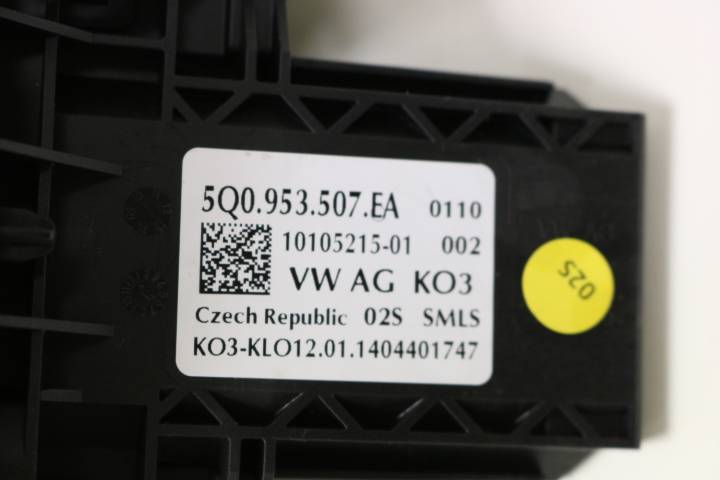 5Q0.953.507.EA 0110
10105215-01 002
VW AG KO3
Czech Republic 02S SMLS
KO3-KLO12.01.1404401747
02S